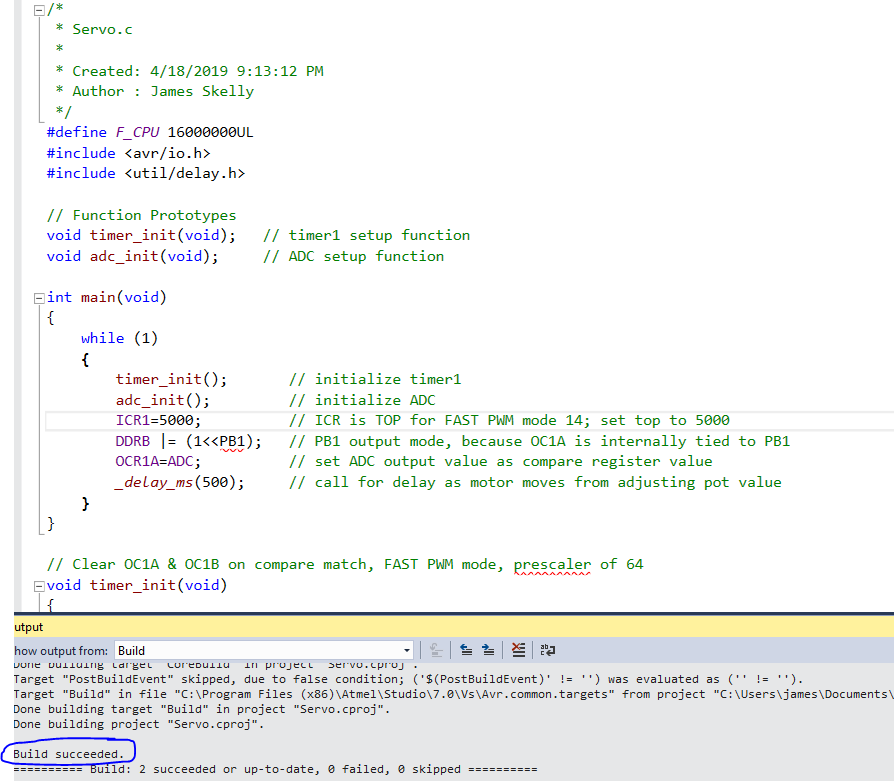 /*
* Servo.c
*
* Created: 4/18/2019 9:13:12 PM
* Author : James Skelly
*/
#define F_CPU 16000000UL
#include <avr/io.h>
#include <util/delay.h>
// Function Prototypes
void timer_init(void);   // timer1 setup function
void adc_init(void);     // ADC setup function
int main(void)
{
while (1)
{
timer_init();       // initialize timer1
adc_init();         // initialize ADC
ICR1=5000;          // ICR is TOP for FAST PWM mode 14; set top to 5000
DDRB |= (1<<PB1);   // PB1 output mode, because OC1A is internally tied to PB1
OCR1A=ADC;          // set ADC output value as compare register value
_delay_ms(500);     // call for delay as motor moves from adjusting pot value
}
}
// Clear OC1A & OC1B on compare match, FAST PWM mode, prescaler of 64
void timer_init(void)
{
utput
how output from: Build
Done building target "CoreBuild" in project "Servo.cproj".
Target "PostBuildEvent" skipped, due to false condition; ('$(PostBuildEvent)' != '') was evaluated as ('' != '').
Target "Build" in file "C:\Program Files (x86)\Atmel\Studio\7.0\Vs\Avr.common.targets" from project "C:\Users\james\Documents\
Done building target "Build" in project "Servo.cproj".
Done building project "Servo.cproj".
Build succeeded.
========== Build: 2 succeeded or up-to-date, 0 failed, 0 skipped ==========